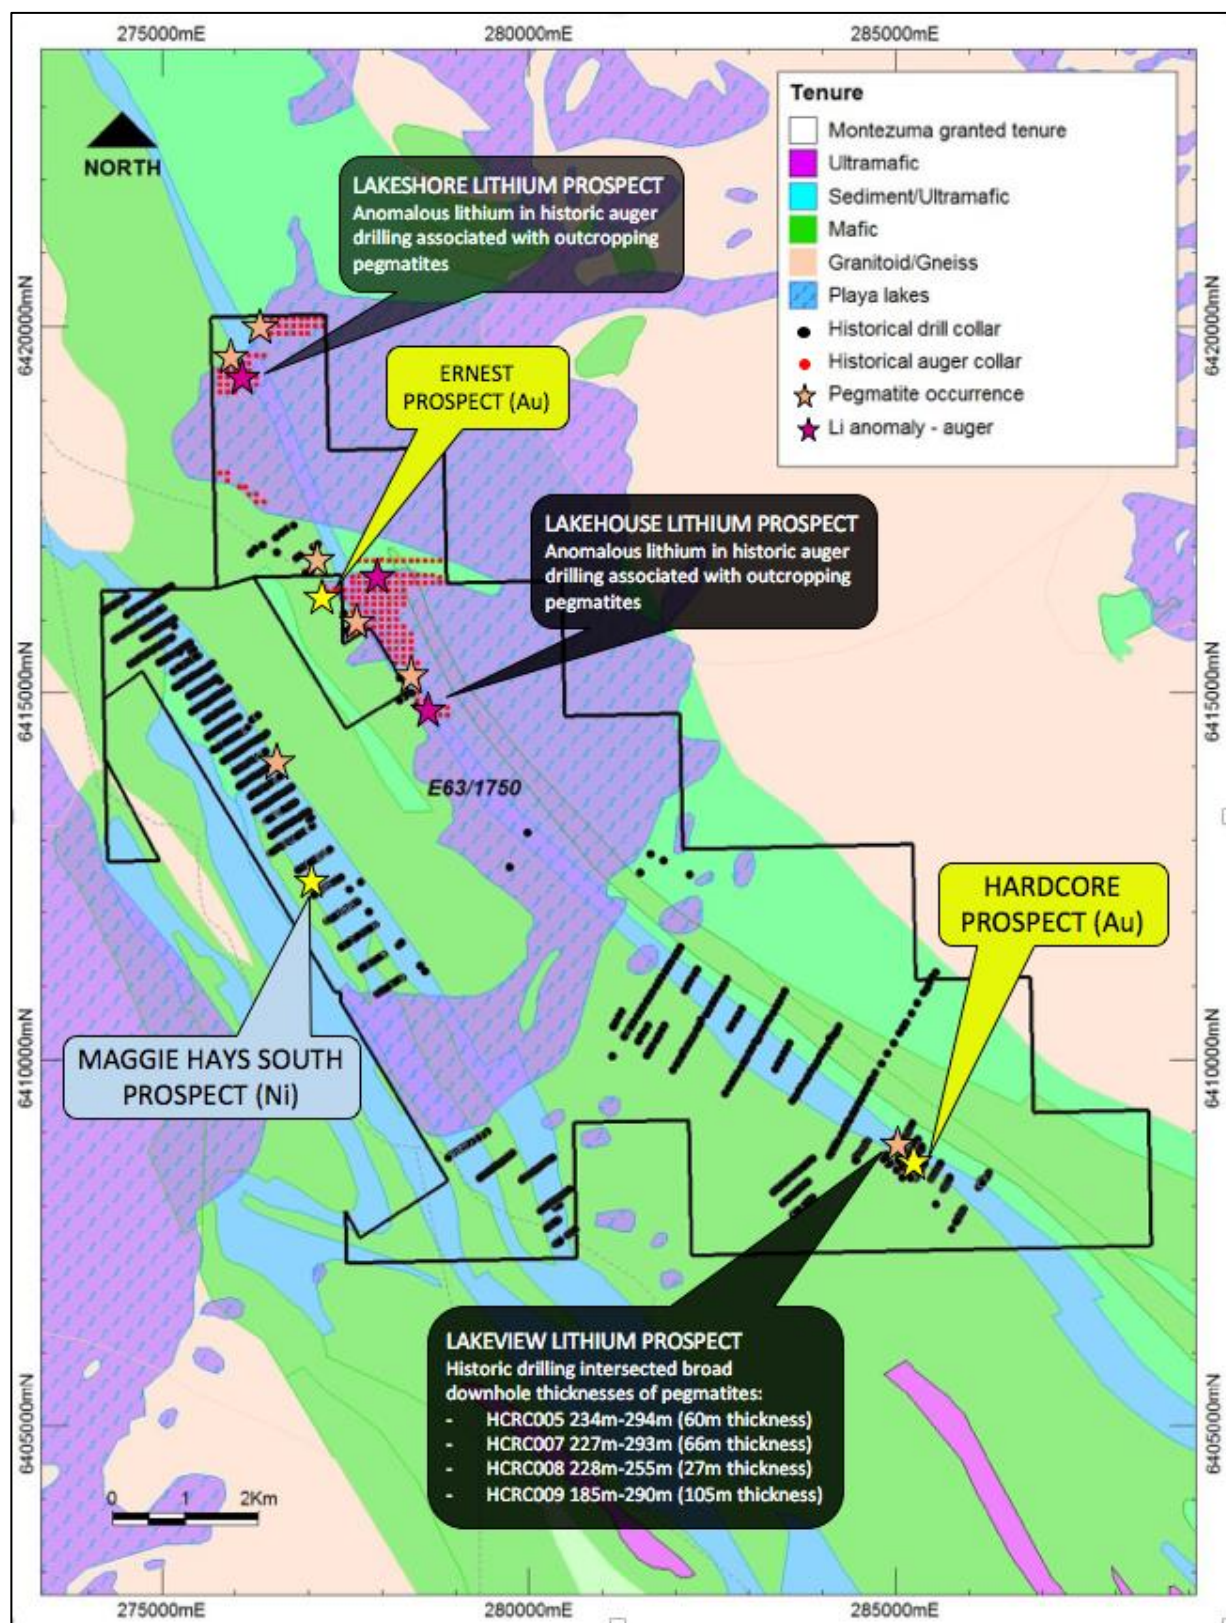 275000mE
280000mE
285000mE
NORTH
Tenure
Montezuma granted tenure
Ultramafic
Sediment/Ultramafic
Mafic
Granitoid/Gneiss
Playa lakes
Historical drill collar
Historical auger collar
Pegmatite occurrence
Li anomaly - auger
LAKESHORE LITHIUM PROSPECT
Anomalous lithium in historic auger
drilling associated with outcropping
pegmatites
6420000mN
6420000mN
ERNEST
PROSPECT (Au)
LAKEHOUSE LITHIUM PROSPECT
Anomalous lithium in historic auger
drilling associated with outcropping
pegmatites
6415000mN
6415000mN
E63/1750
HARDCORE
PROSPECT (Au)
MAGGIE HAYS SOUTH
PROSPECT (Ni)
6410000mN
6410000mN
LAKEVIEW LITHIUM PROSPECT
Historic drilling intersected broad
downhole thicknesses of pegmatites:
- HCRC005 234m-294m (60m thickness)
- HCRC007 227m-293m (66m thickness)
- HCRC008 228m-255m (27m thickness)
- HCRC009 185m-290m (105m thickness)
6405000mN
6405000mN
0 1 2Km
275000mE
280000mE
285000mE